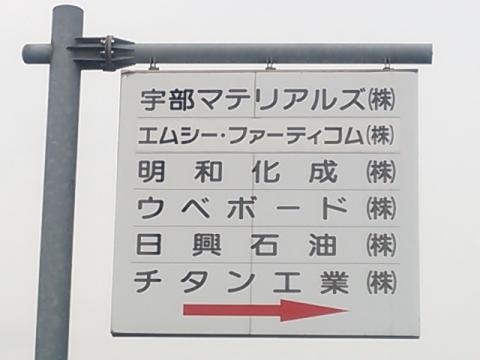 宇部マテリアルズ㈱
エムシー・ファーティコム㈱
明和化成㈱
ウベボード㈱
日興石油㈱
チタン工業㈱